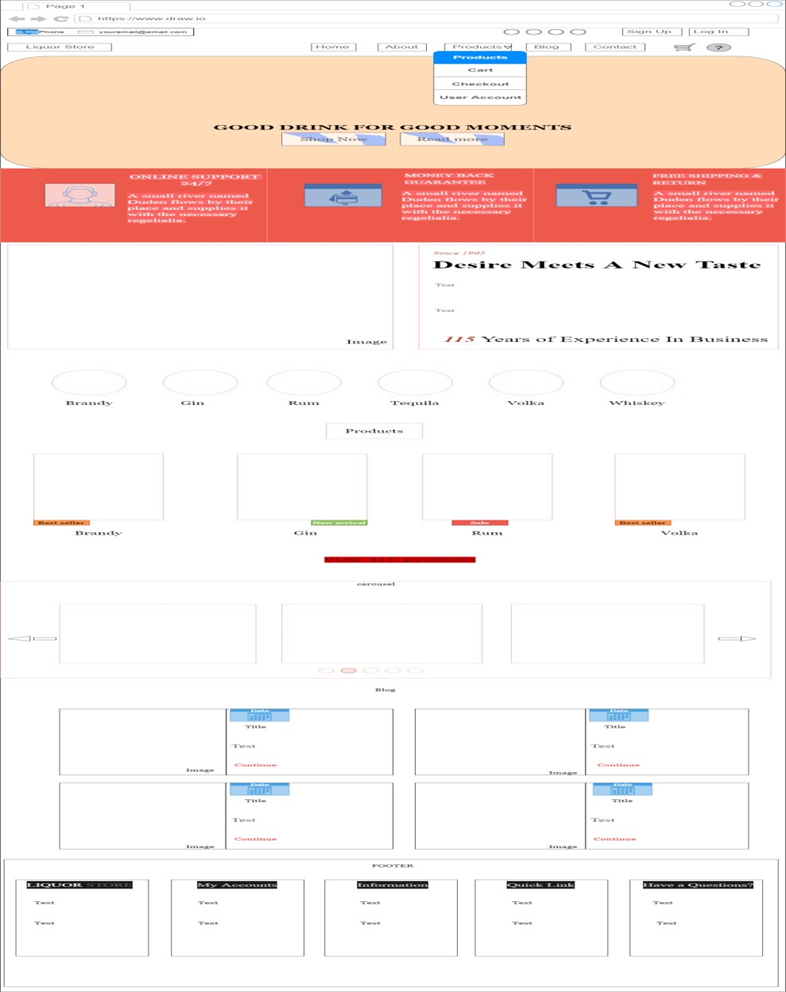 Page 1
https://www.draw.io
Phone youremail@email.com Sign Up Log In
Liquor Store Home About Products Blog Contact ?
Products
Cart
Checkout
User Account
GOOD DRINK FOR GOOD MOMENTS
Shop Now Read more
ONLINE SUPPORT
24/7
A small river named
Duden flows by their
place and supplies it
with the necessary
regelialia.
MONEY BACK
GUARANTEE
A small river named
Duden flows by their
place and supplies it
with the necessary
regelialia.
FREE SHIPPING &
RETURN
A small river named
Duden flows by their
place and supplies it
with the necessary
regelialia.
Image
Since 1905
Desire Meets A New Taste
Text
Text
115 Years of Experience In Business
Brandy Gin Rum Tequila Volka Whiskey
Products
Best seller New arrival Sale Best seller
Brandy Gin Rum Volka
View All Products
carousel
Blog
Date
Title
Text
Continue
Image
Date
Title
Text
Continue
Image
Date
Title
Text
Continue
Image
Date
Title
Text
Continue
Image
FOOTER
LIQUOR STORE My Accounts Information Quick Link Have a Questions?
Text Text Text Text Text
Text Text Text Text Text